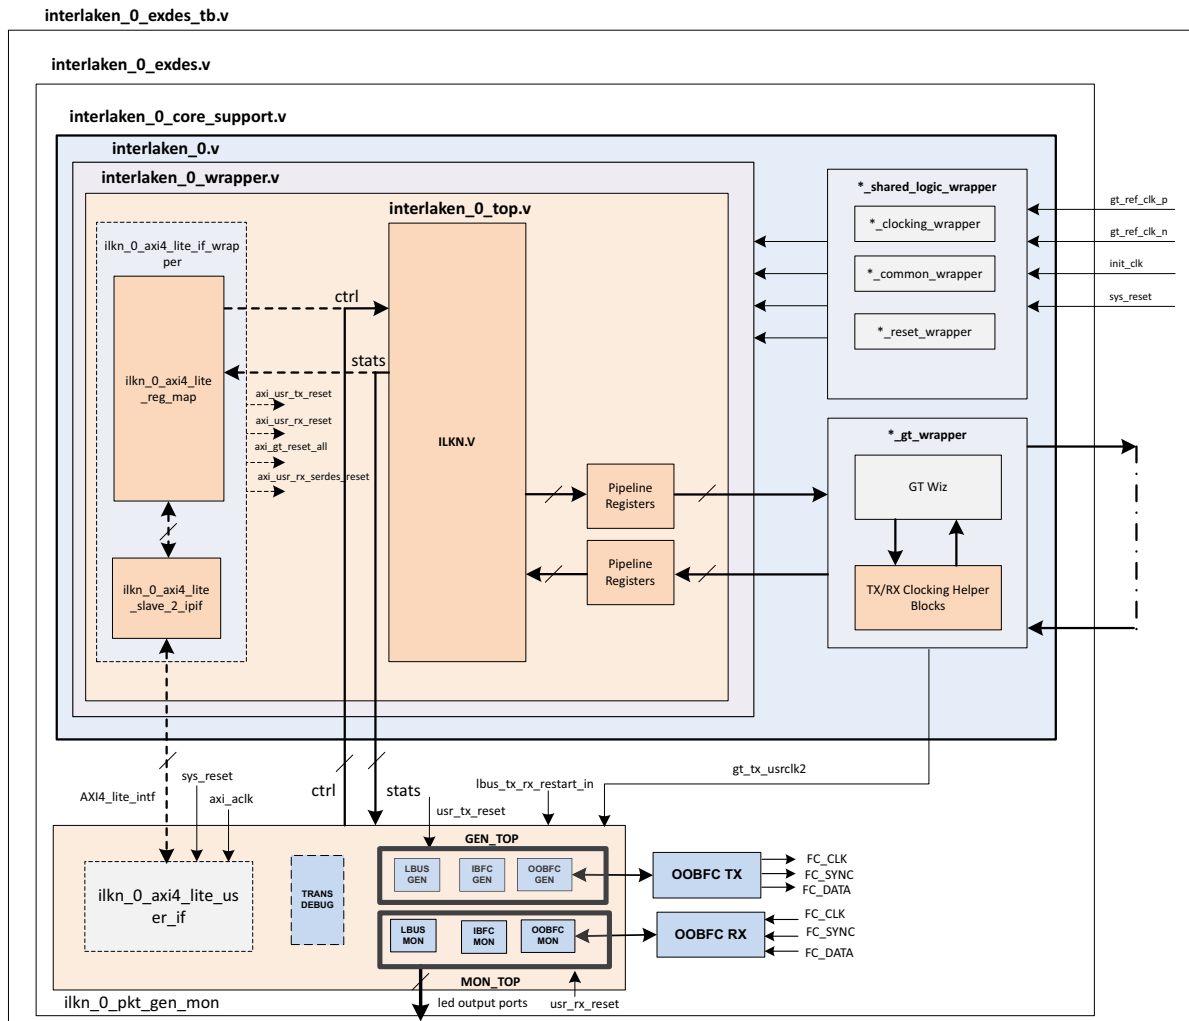 interlaken_0_exdes_tb.v
interlaken_0_exdes.v
interlaken_0_core_support.v
interlaken_0.v
interlaken_0_wrapper.v
interlaken_0_top.v
ilkn_0_axi4_lite_if_wrap
per
ilkn_0_axi4_lite
_reg_map
ctrl
stats
axi_usr_tx_reset
axi_usr_rx_reset
axi_gt_reset_all
axi_usr_rx_serdes_reset
ilkn_0_axi4_lite
_slave_2_ipif
ILKN.V
Pipeline
Registers
Pipeline
Registers
*_shared_logic_wrapper
*_clocking_wrapper
*_common_wrapper
*_reset_wrapper
gt_ref_clk_p
gt_ref_clk_n
init_clk
sys_reset
*_gt_wrapper
GT Wiz
TX/RX Clocking Helper
Blocks
AXI4_lite_intf
sys_reset
axi_aclk
ctrl
stats
usr_tx_reset
lbus_tx_rx_restart_in
gt_tx_usrclk2
ilkn_0_axi4_lite_us
er_if
TRANS
DEBUG
GEN_TOP
LBUS
GEN
IBFC
GEN
OOBFC
GEN
OOBFC TX
FC_CLK
FC_SYNC
FC_DATA
LBUS
MON
IBFC
MON
OOBFC
MON
OOBFC RX
FC_CLK
FC_SYNC
FC_DATA
MON_TOP
ilkn_0_pkt_gen_mon
led output ports
usr_rx_reset